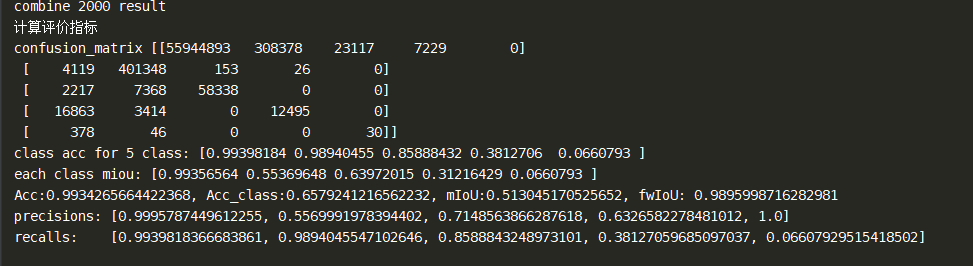 combine 2000 result
计算评价指标
confusion_matrix [[55944893 308378 23117 7229 0]
[ 4119 401348 153 26 0]
[ 2217 7368 58338 0 0]
[ 16863 3414 0 12495 0]
[ 378 46 0 0 30]]
class acc for 5 class: [0.99398184 0.98940455 0.85888432 0.3812706 0.0660793 ]
each class miou: [0.99356564 0.55369648 0.63972015 0.31216429 0.0660793 ]
Acc:0.9934265664422368, Acc_class:0.6579241216562232, mIoU:0.513045170525652, fwIoU: 0.9895998716282981
precisions: [0.9995787449612255, 0.5569991978394402, 0.7148563866287618, 0.6326582278481012, 1.0]
recalls: [0.9939818366683861, 0.9894045547102646, 0.8588843248973101, 0.38127059685097037, 0.06607929515418502]